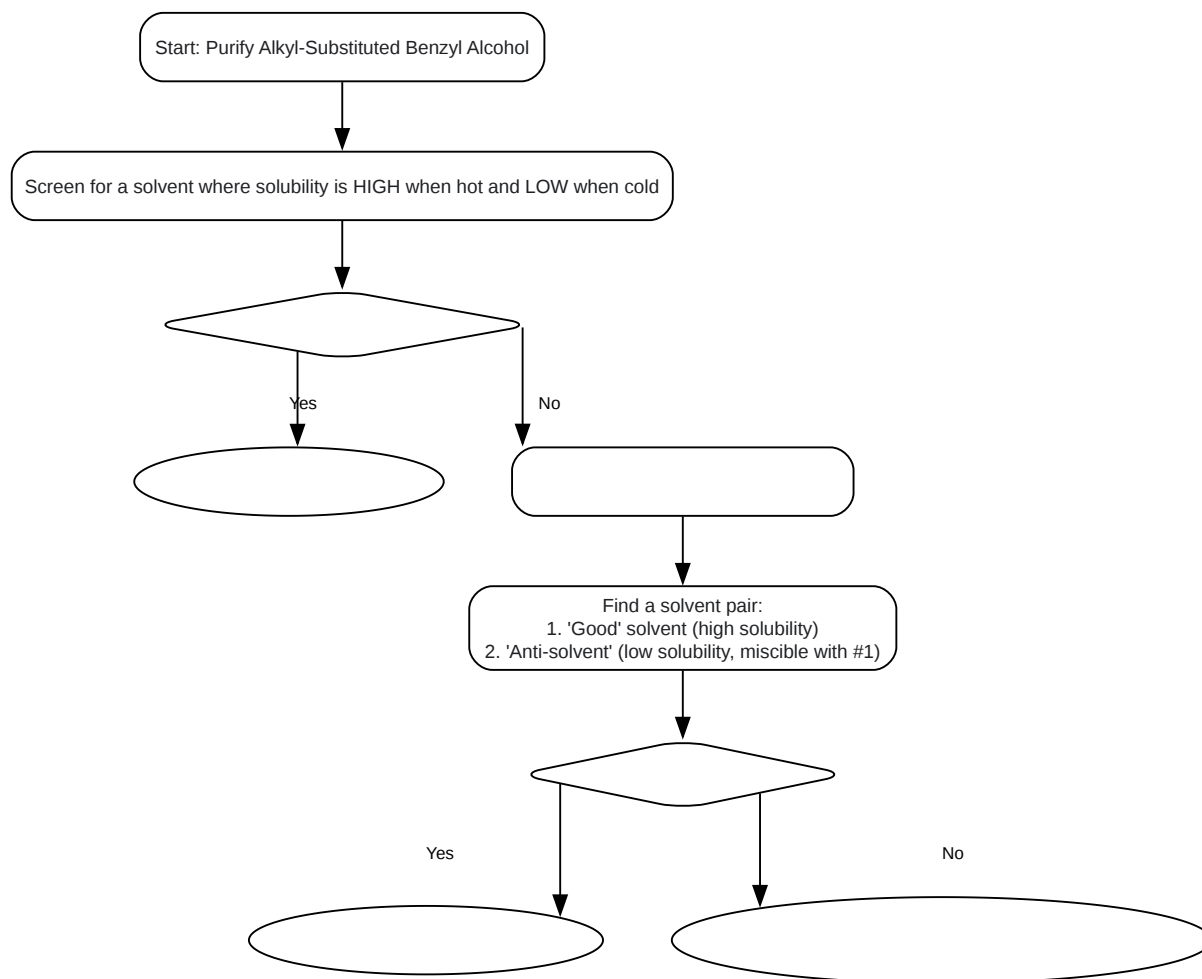 Start: Purify Alkyl-Substituted Benzyl Alcohol
Screen for a solvent where solubility is HIGH when hot and LOW when cold
Yes
No
Find a solvent pair:
1. 'Good' solvent (high solubility)
2. 'Anti-solvent' (low solubility, miscible with #1)
Yes
No